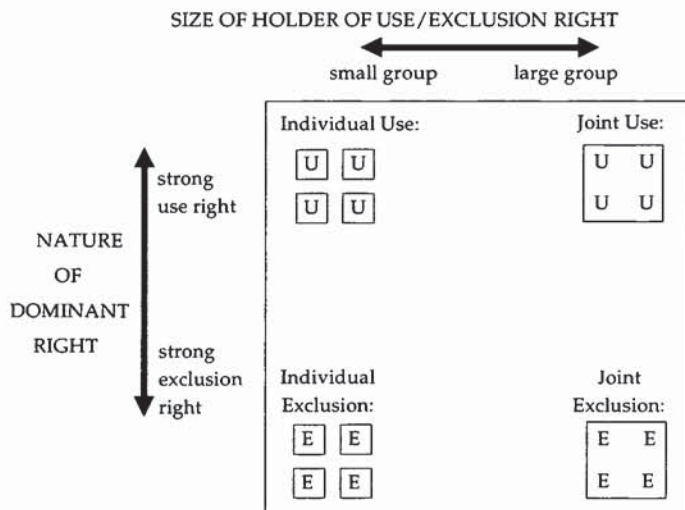 SIZE OF HOLDER OF USE/EXCLUSION RIGHT
small group large group
Individual Use: Joint Use:
U U U U
U U U U
strong
use right
NATURE
OF
DOMINANT
RIGHT
strong
exclusion
right
Individual
Exclusion:
Joint
Exclusion:
E E E E
E E E E